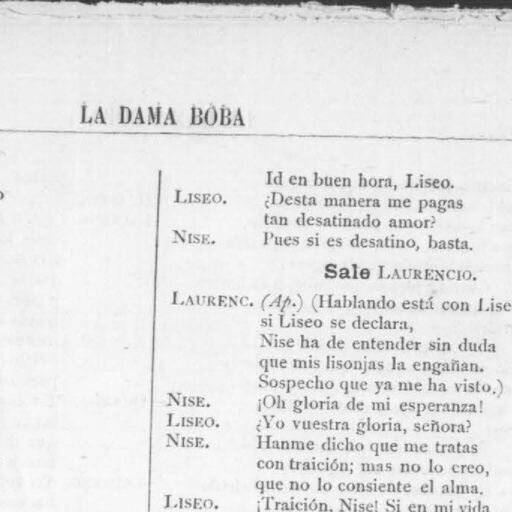 LA DAMA BOBA
Id en buen hora, Liseo.
LISEO. ¿Desta manera me pagas
tan desatinado amor?
NISE. Pues si es desatino, basta.
Sale LAURENCIO.
LAURENC. (Ap.) (Hablando está con Lise
si Liseo se declara,
Nise ha de entender sin duda
que mis lisonjas la engañan.
Sospecho que ya me ha visto.)
NISE. ¡Oh gloria de mi esperanza!
LISEO. ¿Yo vuestra gloria, señora?
NISE. Hanme dicho que me tratas
con traición; mas no lo creo,
que no lo consiente el alma.
LISEO. ¡Traición, Nise! Si en mi vida